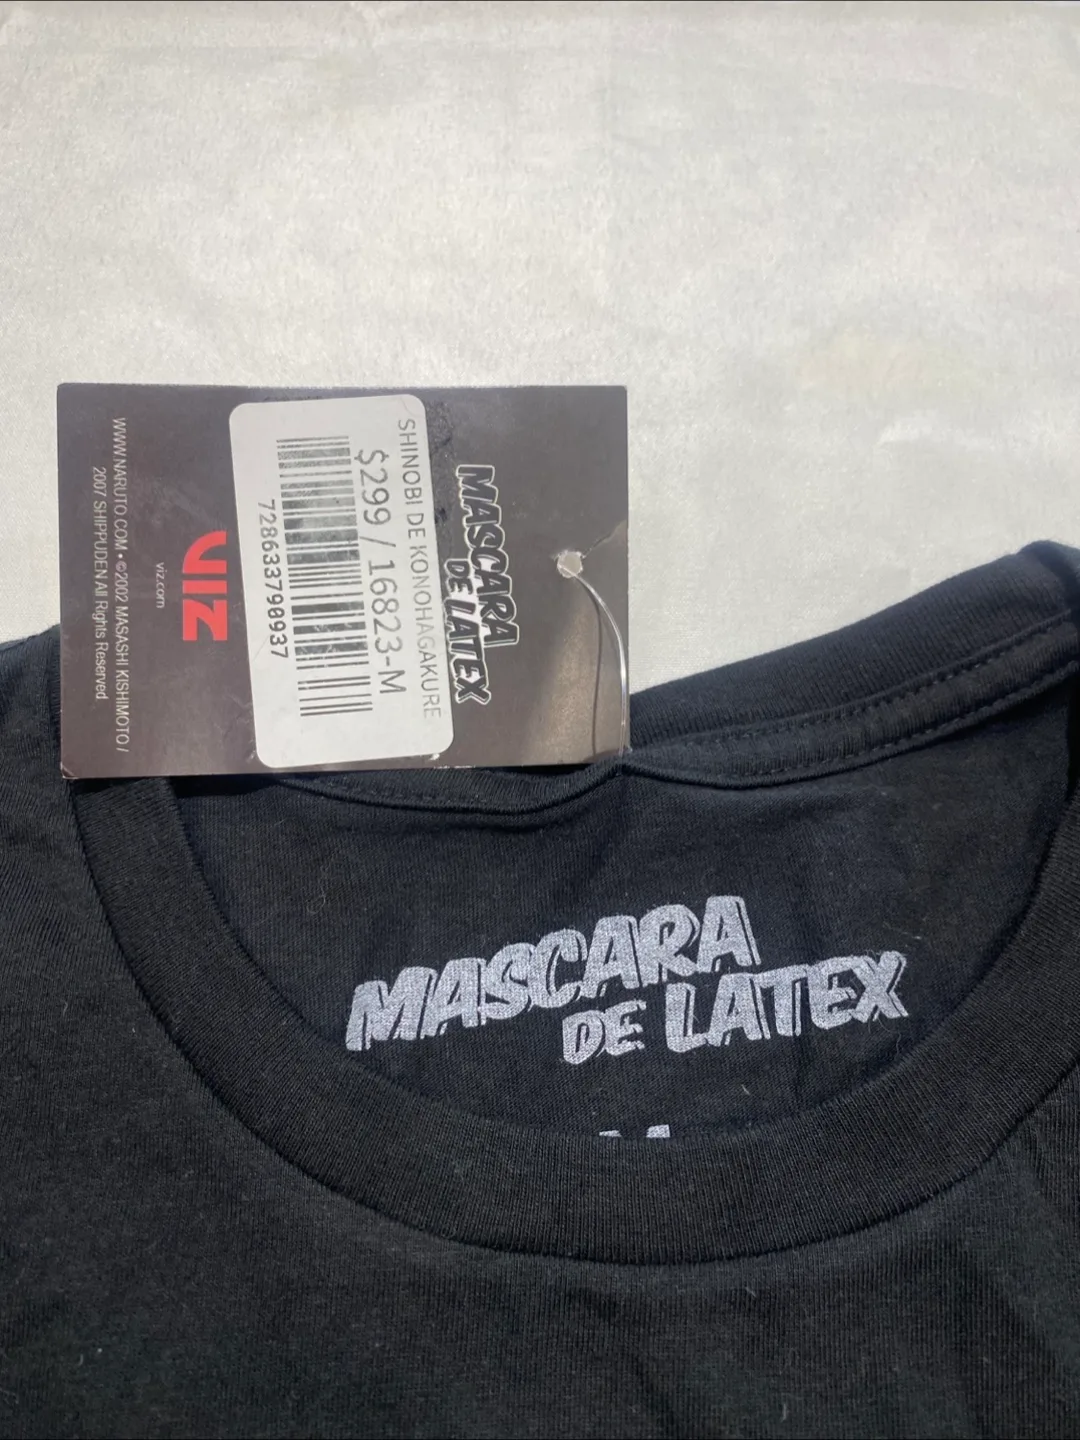 MASCARA
DE LATEX
SHINOBI DE KONOHAGAKURE
$299 / 16823-M
728633790937
VIZ
viz.com
WWW.NARUTO.COM • ©2002 MASASHI KISHIMOTO /
2007 SHIPPUDEN All Rights Reserved
MASCARA
DE LATEX
M